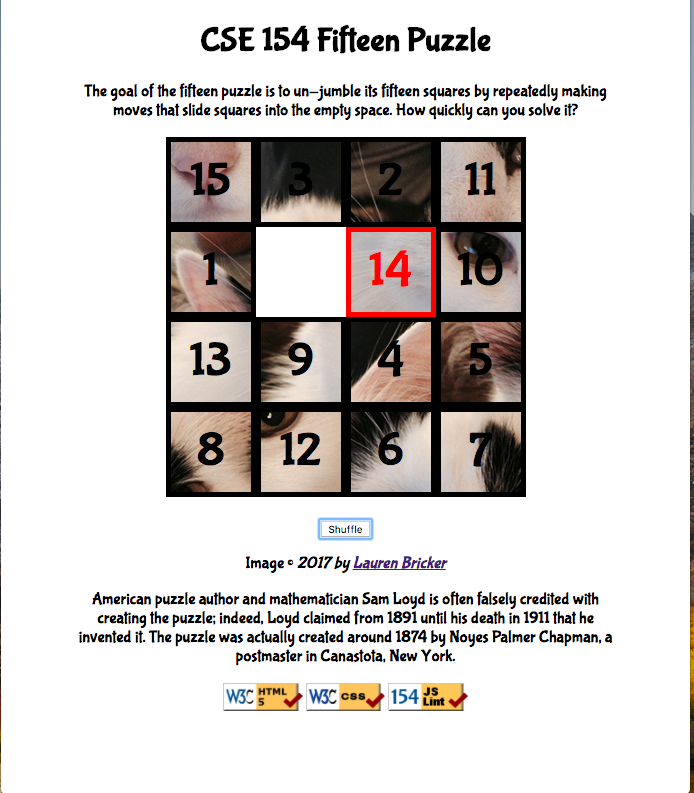 CSE 154 Fifteen Puzzle
The goal of the fifteen puzzle is to un-jumble its fifteen squares by repeatedly making
moves that slide squares into the empty space. How quickly can you solve it?
15 3 2 11
1 14 10
13 9 4 5
8 12 6 7
Shuffle
Image © 2017 by Lauren Bricker
American puzzle author and mathematician Sam Loyd is often falsely credited with
creating the puzzle; indeed, Loyd claimed from 1891 until his death in 1911 that he
invented it. The puzzle was actually created around 1874 by Noyes Palmer Chapman, a
postmaster in Canastota, New York.
W3C HTML 5 W3C css 154 JS Lint